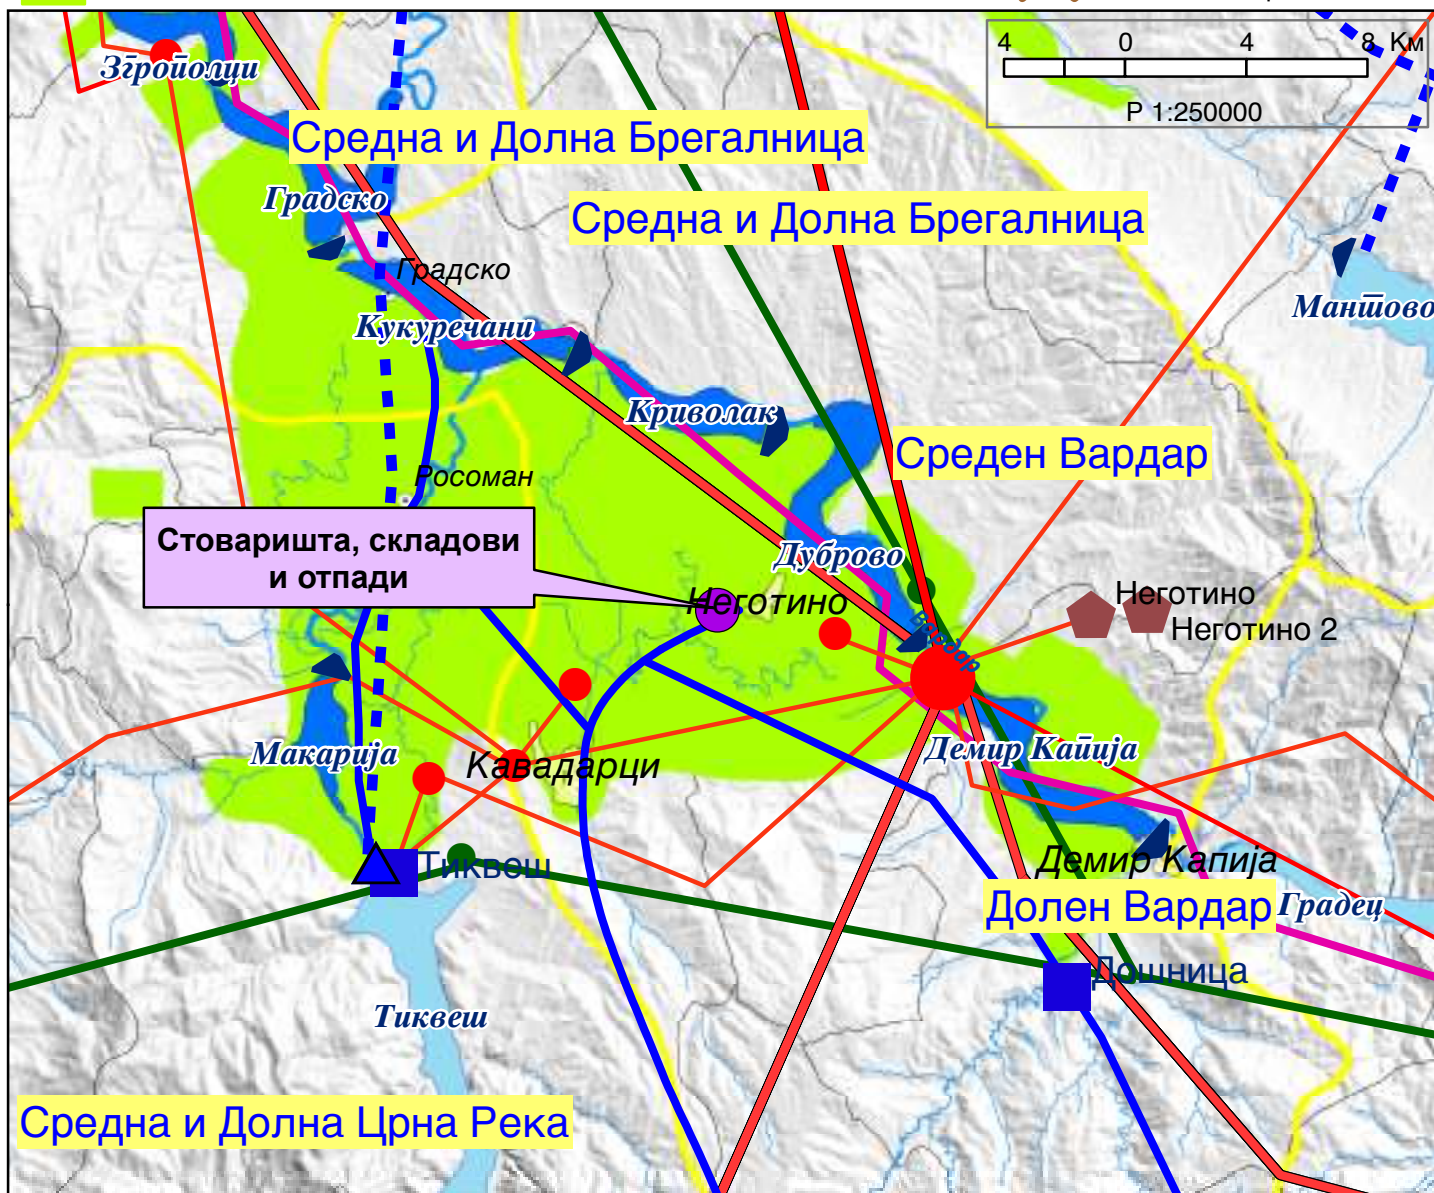 4 0 4 8 Км
Р 1:250000
Згрополци
Средна и Долна Брегалница
Градско
Средна и Долна Брегалница
Градско
Мантово
Кукуречани
Криволак
Среден Вардар
Росоман
Стоваришта, складови
и отпади
Дуброво
Неготино
Вардар
Неготино
Неготино 2
Макарија
Кавадарци
Демир Капија
Тиквеш
Демир Капија
Долен Вардар
Градец
Дошница
Тиквеш
Средна и Долна Црна Река